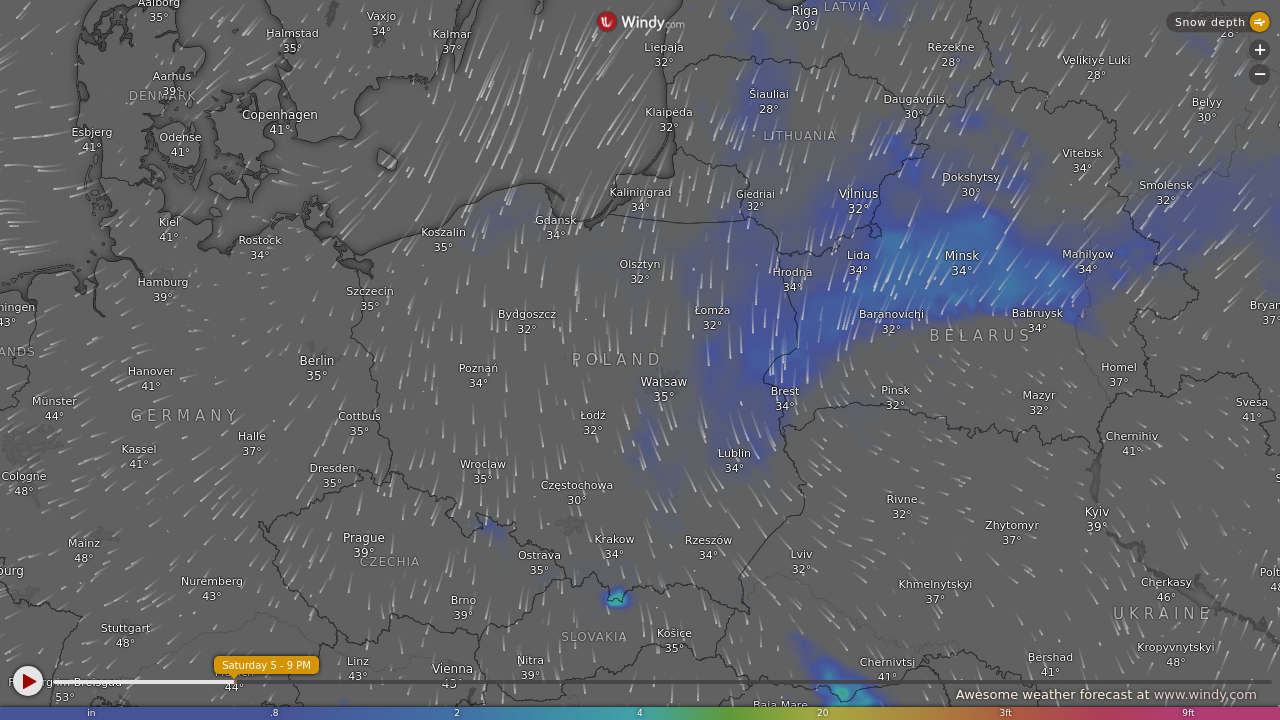 Aalborg
35°
Vaxjo
34°
Halmstad
35°
Kalmar
37°
Windy.com
Liepaja
32°
Riga
30°
LATVIA
Rēzekne
28°
Snow depth
28°
Velikiye Luki
28°
+
−
Aarhus
39°
DENMARK
Copenhagen
41°
Esbjerg
41°
Odense
41°
Klaipėda
32°
Šiauliai
28°
LITHUANIA
Daugavpils
30°
Belyy
30°
Vitebsk
34°
Kiel
41°
Rostock
34°
Koszalin
35°
Gdansk
34°
Kaliningrad
34°
Giedriai
32°
Vilnius
32°
Dokshytsy
30°
Smolensk
32°
Hamburg
39°
Szczecin
35°
Olsztyn
32°
Hrodna
34°
Lida
34°
Minsk
34°
Mahilyow
34°
ningen
43°
Bydgoszcz
32°
Łomża
32°
Baranovichi
32°
Babruysk
34°
BELARUS
Bryan
37°
ANDS
Hanover
41°
Berlin
35°
Poznań
34°
POLAND
Warsaw
35°
Brest
34°
Pinsk
32°
Mazyr
32°
Homel
37°
Münster
44°
GERMANY
Cottbus
35°
Łódź
32°
Svesa
41°
Kassel
41°
Halle
37°
Dresden
35°
Wroclaw
35°
Lublin
34°
Chernihiv
41°
Cologne
48°
Częstochowa
30°
Rivne
32°
Zhytomyr
37°
Kyiv
39°
Mainz
48°
Prague
39°
CZECHIA
Ostrava
35°
Krakow
34°
Rzeszów
34°
Lviv
32°
Khmelnytskyi
37°
Cherkasy
46°
Nuremberg
43°
Brno
39°
UKRAINE
Stuttgart
48°
SLOVAKIA
Košice
35°
Kropyvnytskyi
48°
Saturday 5 - 9 PM
44°
53°
Linz
43°
Vienna
45°
Nitra
39°
Chernivtsi
41°
Bershad
41°
Baia Mare
Awesome weather forecast at www.windy.com
in .8 2 4 20 3ft 9ft